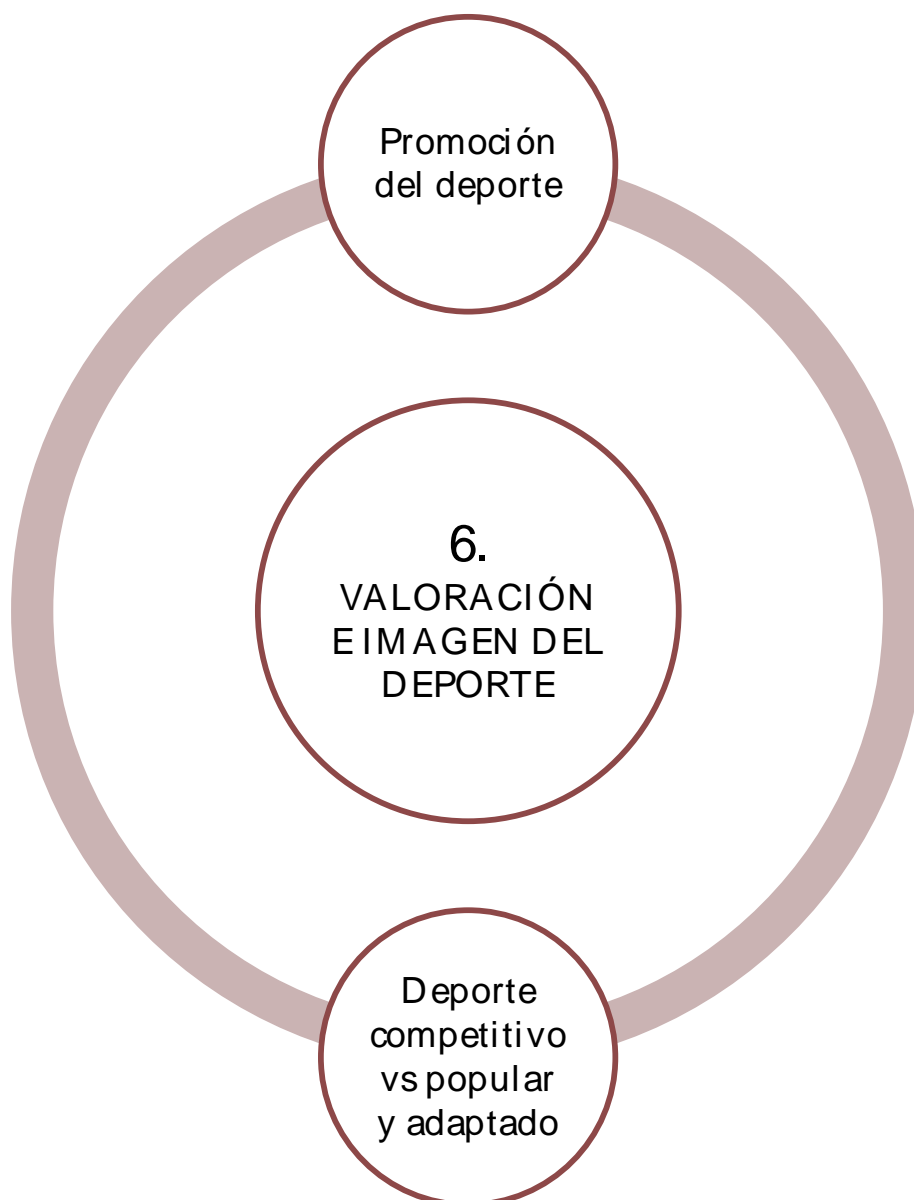 Promoción
del deporte
6.
VALORACIÓN
E IMAGEN DEL
DEPORTE
Deporte
competitivo
vs popular
y adaptado